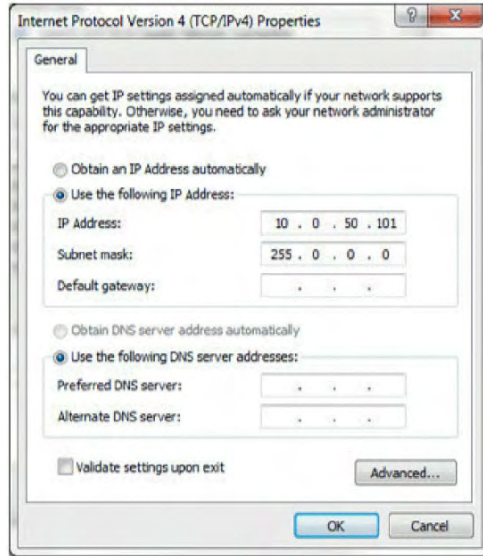 Internet Protocol Version 4 (TCP/IPv4) Properties
General
You can get IP settings assigned automatically if your network supports
this capability. Otherwise, you need to ask your network administrator
for the appropriate IP settings.
Obtain an IP Address automatically
Use the following IP Address:
IP Address: 10 . 0 . 50 . 101
Subnet mask: 255 . 0 . 0 . 0
Default gateway: . . .
Obtain DNS server address automatically
Use the following DNS server addresses:
Preferred DNS server: . . .
Alternate DNS server: . . .
Validate settings upon exit
Advanced...
OK Cancel